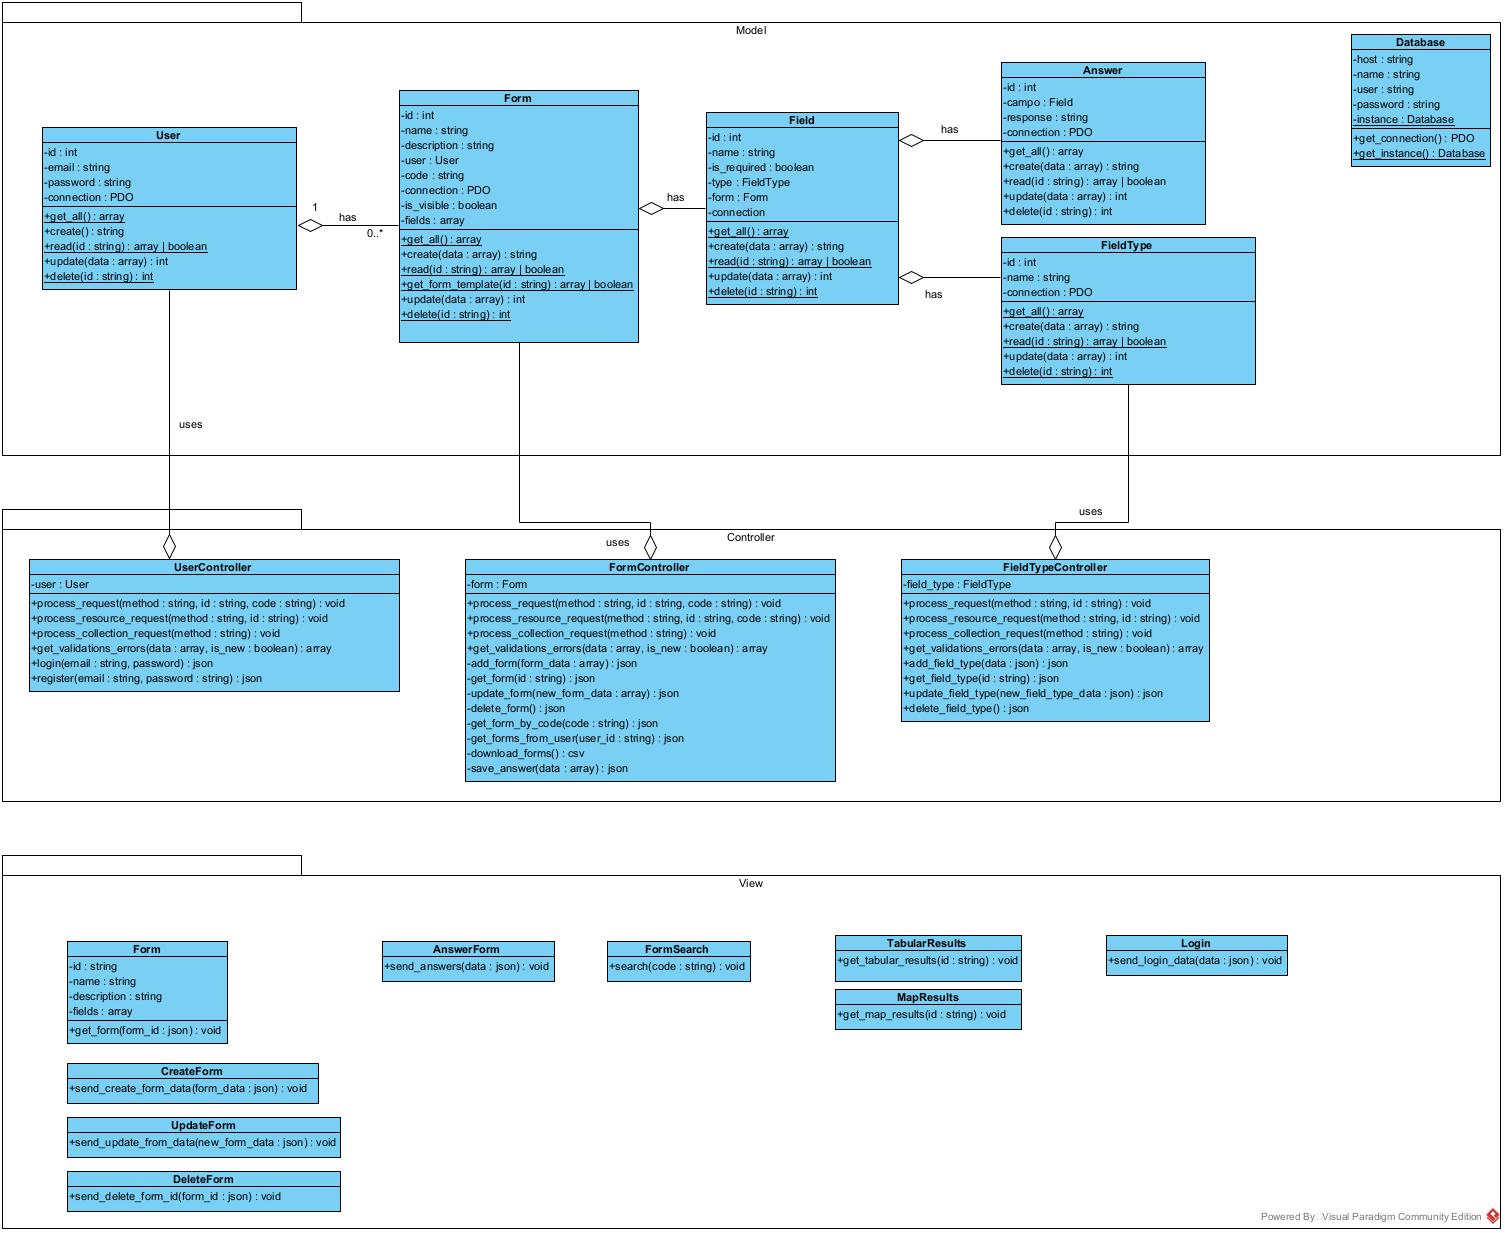 Model
Database
-host : string
-name : string
-user : string
-password : string
-instance : Database
+get_connection() : PDO
+get_instance() : Database
Answer
-id : int
-campo : Field
-response : string
-connection : PDO
+get_all() : array
+create(data : array) : string
+read(id : string) : array | boolean
+update(data : array) : int
+delete(id : string) : int
Form
-id : int
-name : string
-description : string
-user : User
-code : string
-connection : PDO
-is_visible : boolean
-fields : array
+get_all() : array
+create(data : array) : string
+read(id : string) : array | boolean
+get_form_template(id : string) : array | boolean
+update(data : array) : int
+delete(id : string) : int
Field
-id : int
-name : string
-is_required : boolean
-type : FieldType
-form : Form
-connection
+get_all() : array
+create(data : array) : string
+read(id : string) : array | boolean
+update(data : array) : int
+delete(id : string) : int
User
-id : int
-email : string
-password : string
-connection : PDO
+get_all() : array
+create() : string
+read(id : string) : array | boolean
+update(data : array) : int
+delete(id : string) : int
1
has
0..*
has
has
has
FieldType
-id : int
-name : string
-connection : PDO
+get_all() : array
+create(data : array) : string
+read(id : string) : array | boolean
+update(data : array) : int
+delete(id : string) : int
uses
uses
uses
Controller
UserController
-user : User
+process_request(method : string, id : string, code : string) : void
+process_resource_request(method : string, id : string) : void
+process_collection_request(method : string) : void
+get_validations_errors(data : array, is_new : boolean) : array
+login(email : string, password) : json
+register(email : string, password : string) : json
FormController
-form : Form
+process_request(method : string, id : string, code : string) : void
+process_resource_request(method : string, id : string, code : string) : void
+process_collection_request(method : string) : void
+get_validations_errors(data : array, is_new : boolean) : array
-add_form(form_data : array) : json
-get_form(id : string) : json
-update_form(new_form_data : array) : json
-delete_form() : json
-get_form_by_code(code : string) : json
-get_forms_from_user(user_id : string) : json
-download_forms() : csv
-save_answer(data : array) : json
FieldTypeController
-field_type : FieldType
+process_request(method : string, id : string) : void
+process_resource_request(method : string, id : string) : void
+process_collection_request(method : string) : void
+get_validations_errors(data : array, is_new : boolean) : array
+add_field_type(data : json) : json
+get_field_type(id : string) : json
+update_field_type(new_field_type_data : json) : json
+delete_field_type() : json
View
Form
-id : string
-name : string
-description : string
-fields : array
+get_form(form_id : json) : void
AnswerForm
+send_answers(data : json) : void
FormSearch
+search(code : string) : void
TabularResults
+get_tabular_results(id : string) : void
MapResults
+get_map_results(id : string) : void
Login
+send_login_data(data : json) : void
CreateForm
+send_create_form_data(form_data : json) : void
UpdateForm
+send_update_from_data(new_form_data : json) : void
DeleteForm
+send_delete_form_id(form_id : json) : void
Powered By Visual Paradigm Community Edition